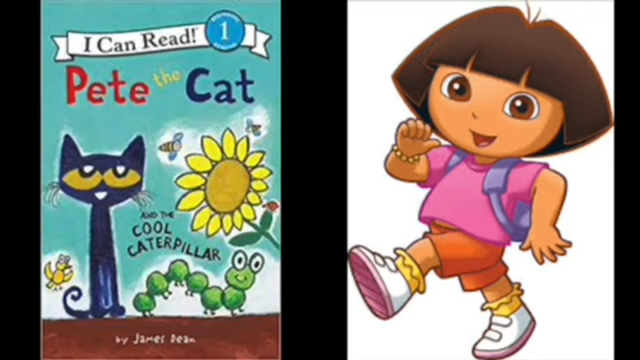 I Can Read!
1
Pete the Cat
AND THE
COOL
CATERPILLAR
by James Dean